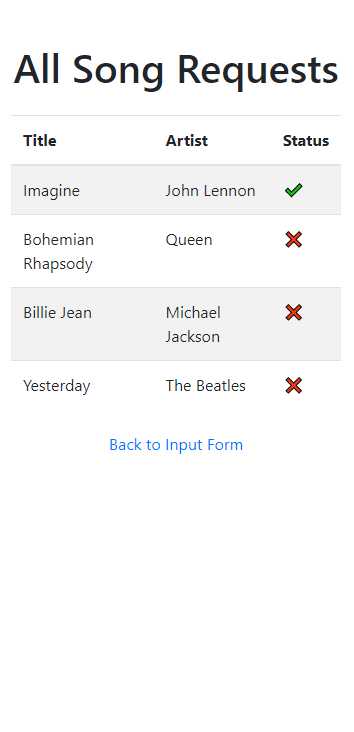 All Song Requests
Title Artist Status
Imagine John Lennon
Bohemian Queen
Rhapsody
Billie Jean Michael
Jackson
Yesterday The Beatles
Back to Input Form